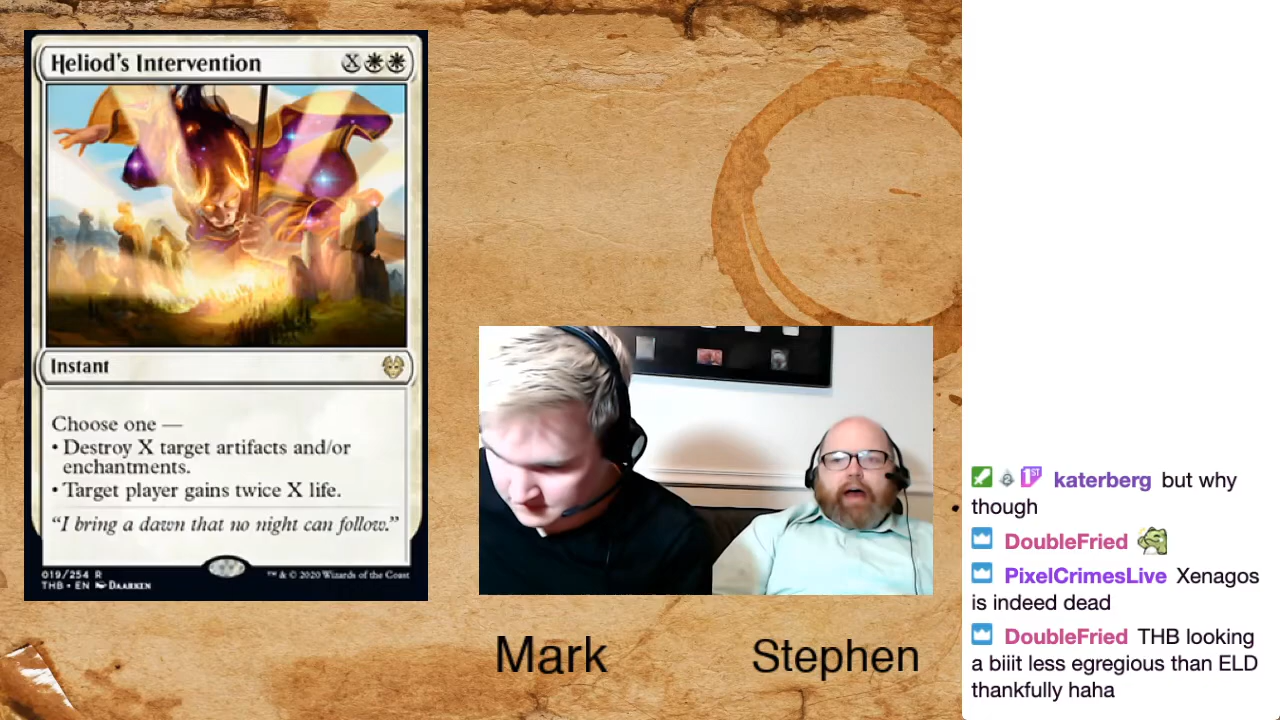 Heliod's Intervention X
Instant
Choose one —
• Destroy X target artifacts and/or
enchantments.
• Target player gains twice X life.
“I bring a dawn that no night can follow.”
019/254 R
THB • EN DAARKEN
™ & © 2020 Wizards of the Coast
Mark
Stephen
1ST katerberg but why
though
DoubleFried
PixelCrimesLive Xenagos
is indeed dead
DoubleFried THB looking
a biiit less egregious than ELD
thankfully haha